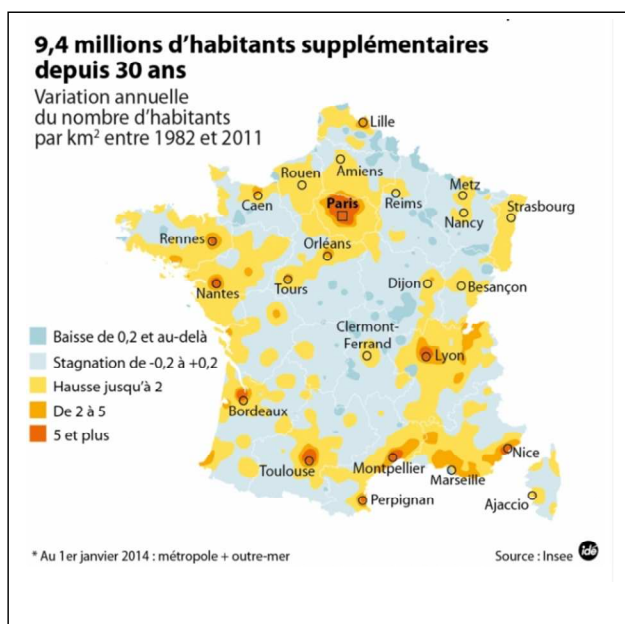 9,4 millions d'habitants supplémentaires
depuis 30 ans
Variation annuelle
du nombre d'habitants
par km² entre 1982 et 2011
Lille
Amiens
Rouen
Caen
Paris
Reims
Metz
Nancy
Strasbourg
Rennes
Orléans
Nantes
Tours
Dijon
Besançon
Clermont-
Ferrand
Lyon
Baisse de 0,2 et au-delà
Stagnation de -0,2 à +0,2
Hausse jusqu'à 2
De 2 à 5
5 et plus
Bordeaux
Toulouse
Montpellier
Marseille
Nice
Perpignan
Ajaccio
* Au 1er janvier 2014 : métropole + outre-mer
Source : Insee
idé